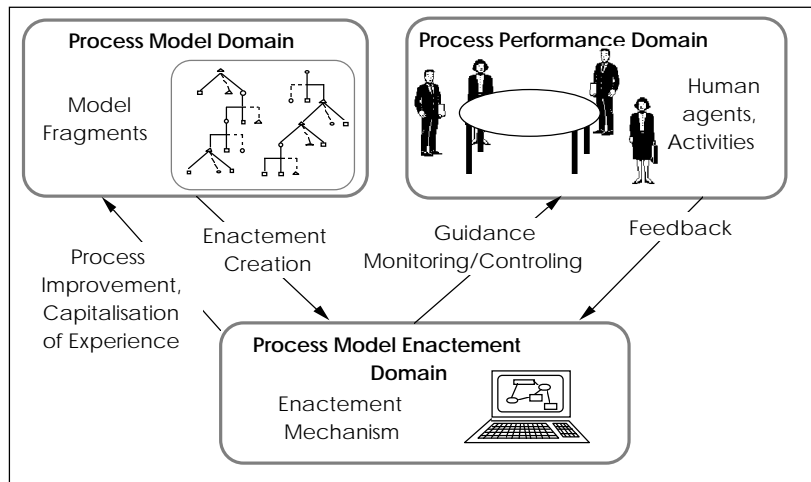 Process Model Domain
Model
Fragments
Process Performance Domain
Human
agents,
Activities
Process
Improvement,
Capitalisation
of Experience
Enactement
Creation
Guidance
Monitoring/Controling
Feedback
Process Model Enactement
Domain
Enactement
Mechanism